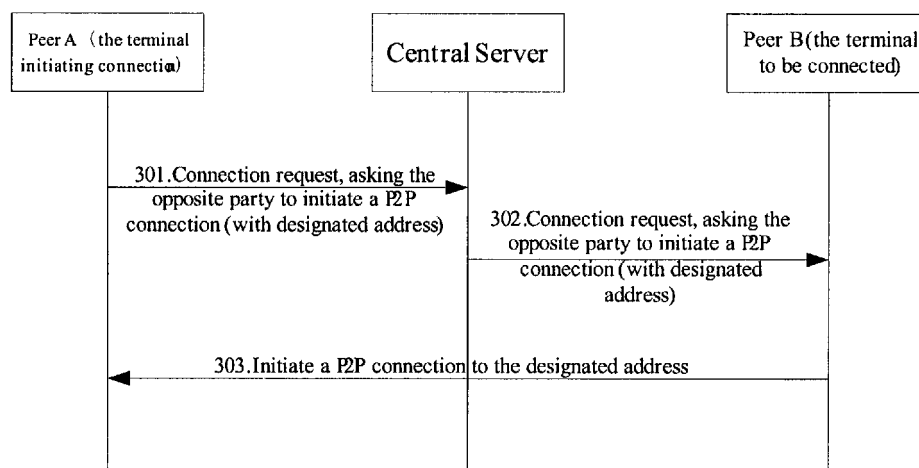 Peer A (the terminal
initiating connection)
Central Server
Peer B(the terminal
to be connected)
301.Connection request, asking the
opposite party to initiate a P2P
connection (with designated address)
302.Connection request, asking the
opposite party to initiate a P2P
connection (with designated
address)
303.Initiate a P2P connection to the designated address